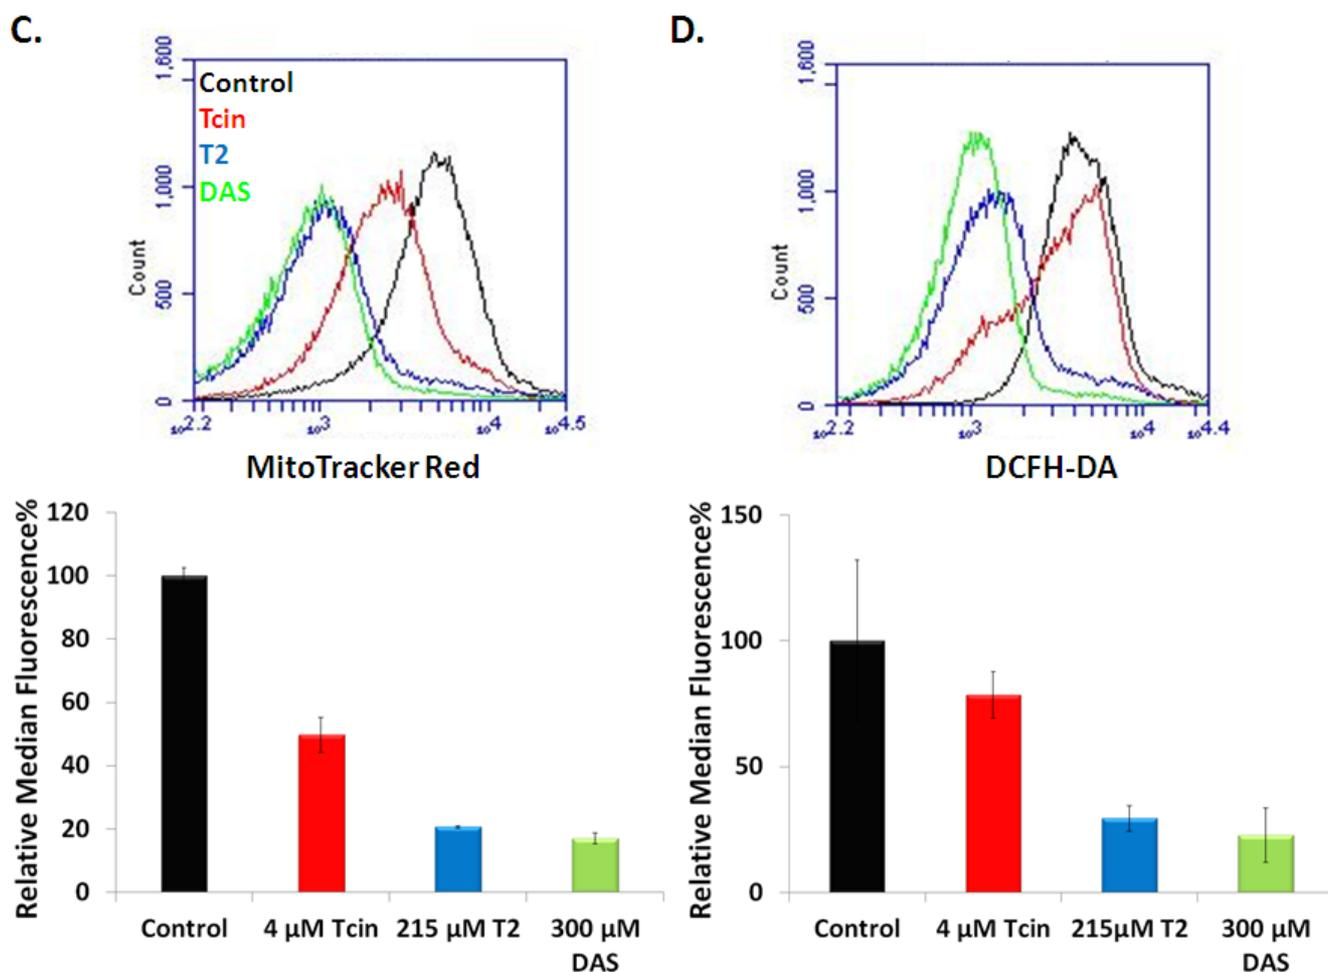 C.
1,600
1,000
500
0
Count
Control
Tcin
T2
DAS
10^2.2
10^3
10^4
10^4.5
MitoTracker Red
D.
1,600
1,000
500
0
Count
10^2.2
10^3
10^4
10^4.4
DCFH-DA
Relative Median Fluorescence%
120
100
80
60
40
20
0
Control
4 µM Tcin
215 µM T2
300 µM
DAS
Relative Median Fluorescence%
150
100
50
0
Control
4 µM Tcin
215µM T2
300 µM
DAS